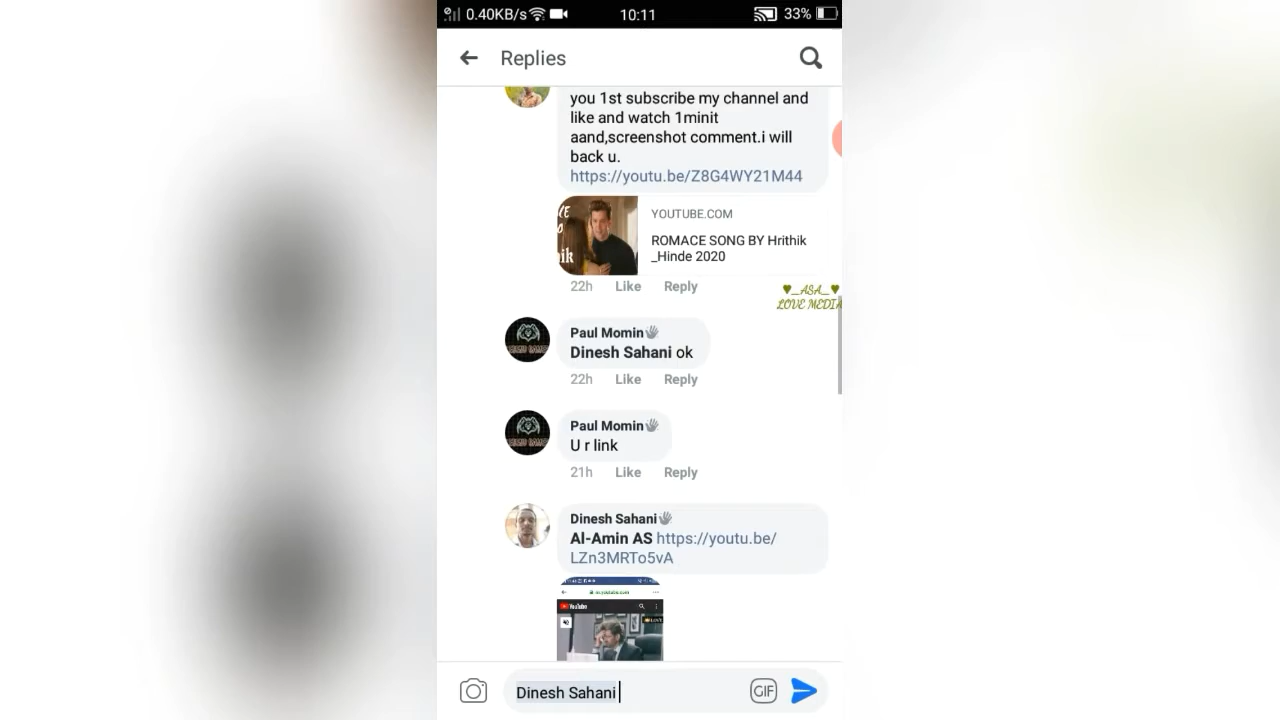 0.40KB/s 10:11 33%
Replies
you 1st subscribe my channel and
like and watch 1minit
aand,screenshot comment.i will
back u.
https://youtu.be/Z8G4WY21M44
YOUTUBE.COM
ROMACE SONG BY Hrithik
_Hinde 2020
ik
22h Like Reply
♥_ASA_♥
LOVE MEDIA
Paul Momin
Dinesh Sahani ok
22h Like Reply
Paul Momin
U r link
21h Like Reply
Dinesh Sahani
Al-Amin AS https://youtu.be/
LZn3MRTo5vA
YouTube
Dinesh Sahani
GIF